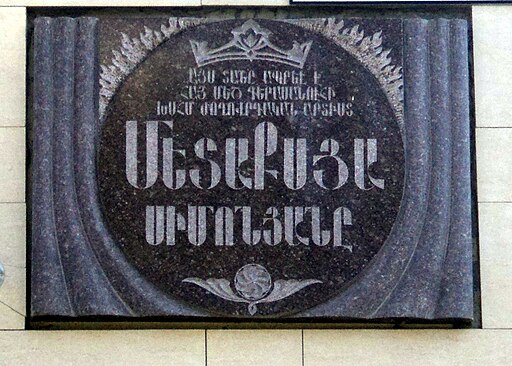 ԱՅՍ ՏԱՆԸ ԱՊՐԵԼ Է
ՀԱՅ ՄԵԾ ԴԵՐԱՍԱՆՈՒՀԻ
ԽՍՀՄ ԺՈՂՈՎՐԴԱԿԱՆ ԱՐՏԻՍՏ
ՄԵՏԱՔՍՅԱ
ՍԻՄՈՆՅԱՆԸ